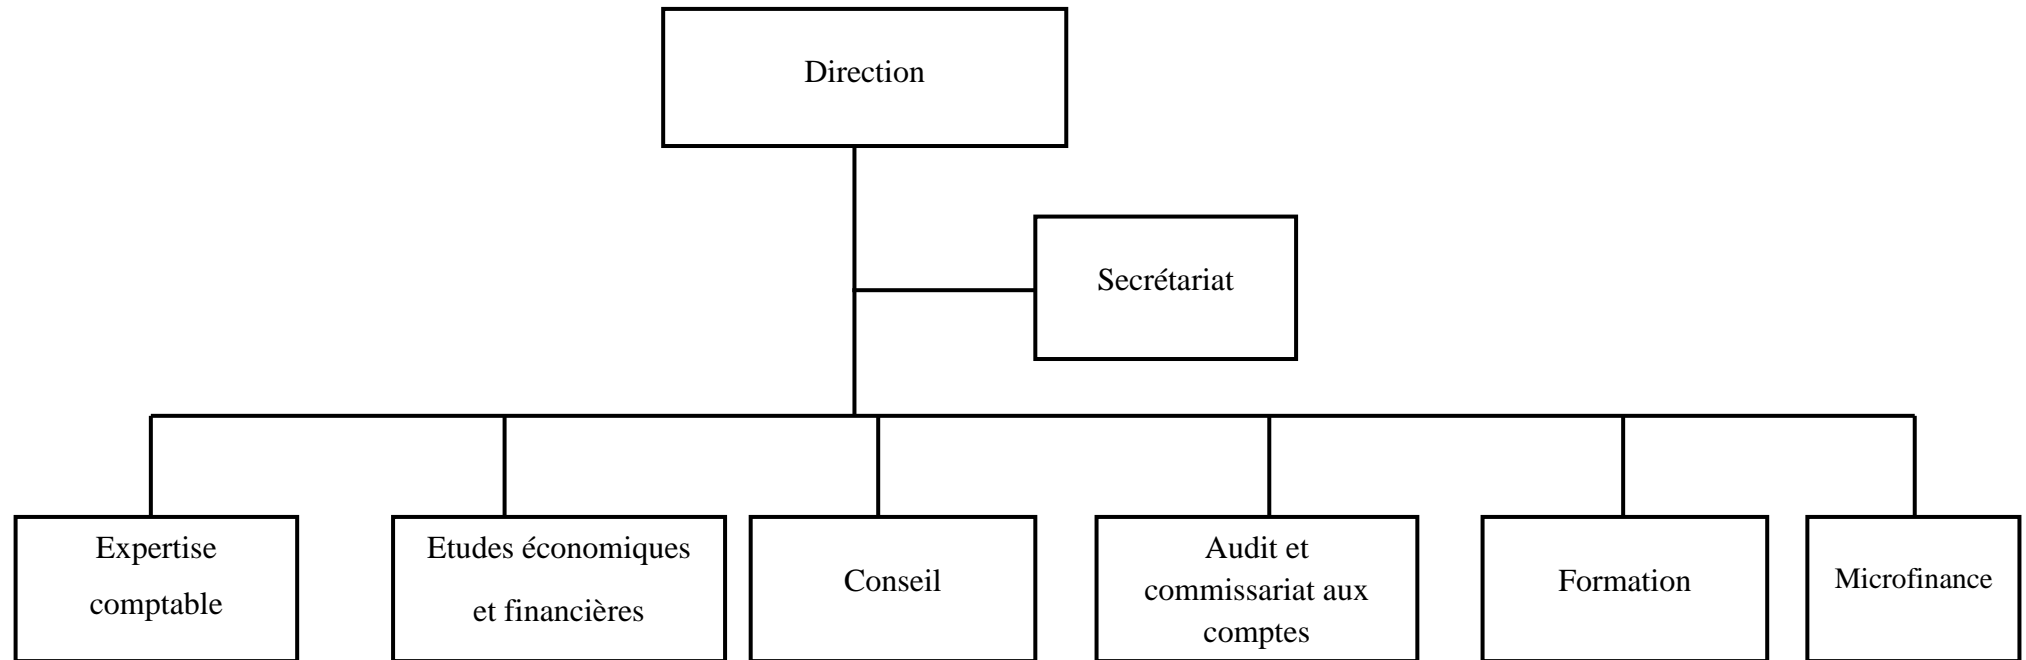 Direction
Secrétariat
Expertise
comptable
Etudes économiques
et financières
Conseil
Audit et
commissariat aux
comptes
Formation
Microfinance